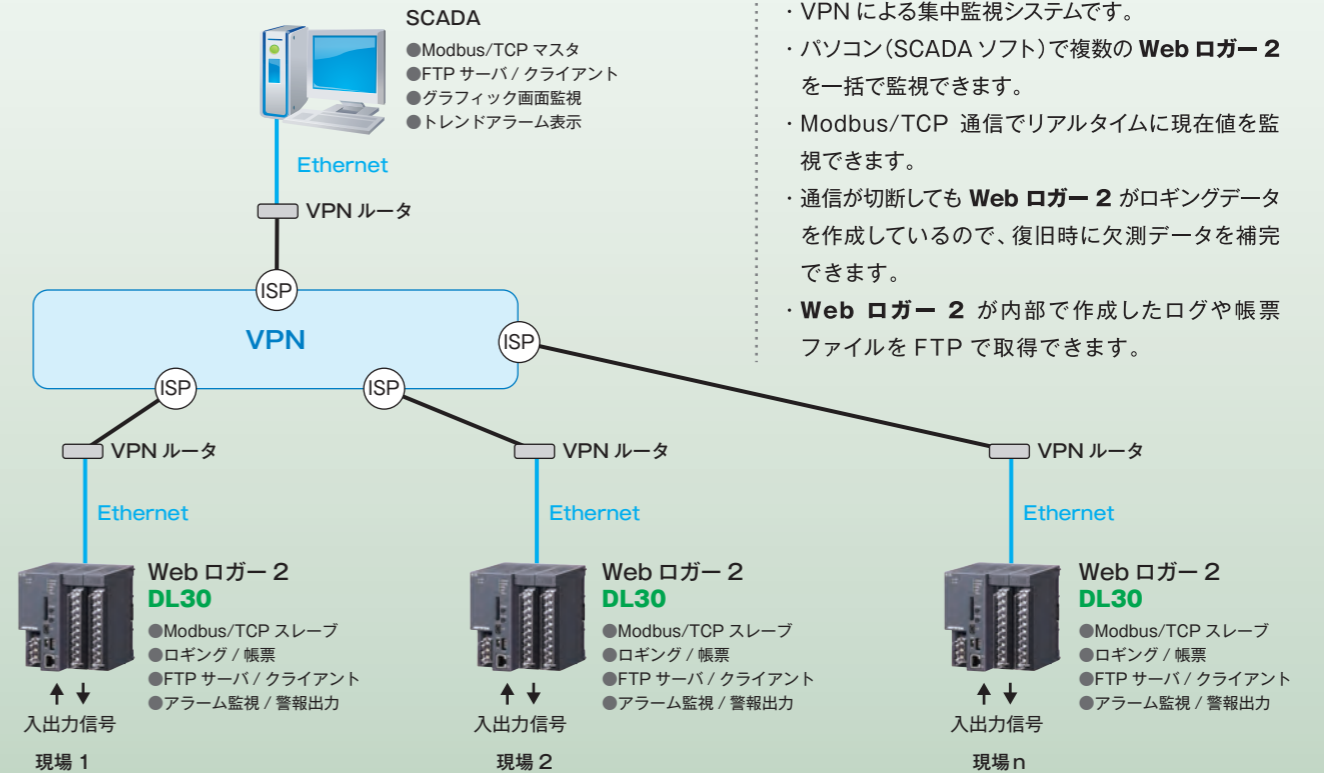 SCADA
●Modbus/TCP マスタ
●FTP サーバ / クライアント
●グラフィック画面監視
●トレンドアラーム表示
・VPN による集中監視システムです。
・パソコン(SCADA ソフト)で複数の Web ロガー 2
を一括で監視できます。
・Modbus/TCP 通信でリアルタイムに現在値を監
視できます。
・通信が切断しても Web ロガー 2 がロギングデータ
を作成しているので、復旧時に欠測データを補完
できます。
・Web ロガー 2 が内部で作成したログや帳票
ファイルを FTP で取得できます。
Ethernet
VPN ルータ
ISP
VPN
ISP
ISP
ISP
VPN ルータ
VPN ルータ
VPN ルータ
Ethernet
Ethernet
Ethernet
Web ロガー 2
DL30
●Modbus/TCP スレーブ
●ロギング / 帳票
●FTP サーバ / クライアント
●アラーム監視 / 警報出力
入出力信号
現場 1
Web ロガー 2
DL30
●Modbus/TCP スレーブ
●ロギング / 帳票
●FTP サーバ / クライアント
●アラーム監視 / 警報出力
入出力信号
現場 2
Web ロガー 2
DL30
●Modbus/TCP スレーブ
●ロギング / 帳票
●FTP サーバ / クライアント
●アラーム監視 / 警報出力
入出力信号
現場 n